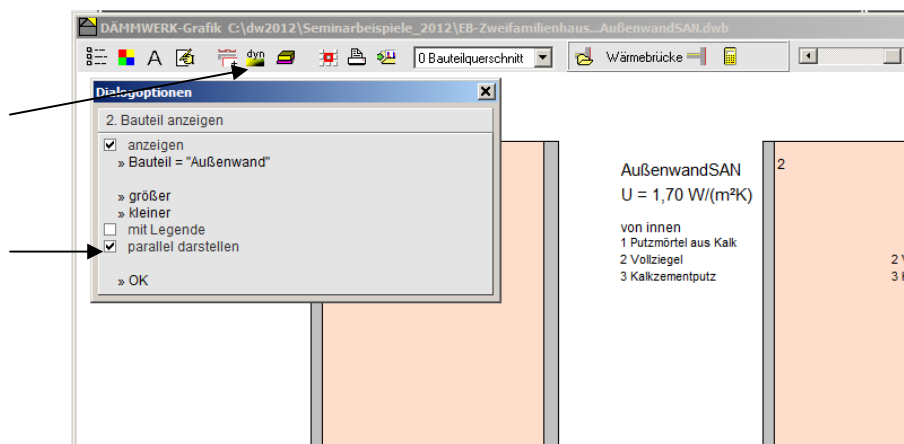 DÄMMWERK-Grafik C:\dw2012\Seminarbeispiele_2012\EB-Zweifamilienhaus...AußenwandSAN.dwb
A dyn 0 Bauteilquerschnitt Wärmebrücke
Dialogoptionen
2. Bauteil anzeigen
anzeigen
» Bauteil = "Außenwand"
» größer
» kleiner
mit Legende
parallel darstellen
» OK
AußenwandSAN
U = 1,70 W/(m²K)
von innen
1 Putzmörtel aus Kalk
2 Vollziegel
3 Kalkzementputz
2
2 V
3